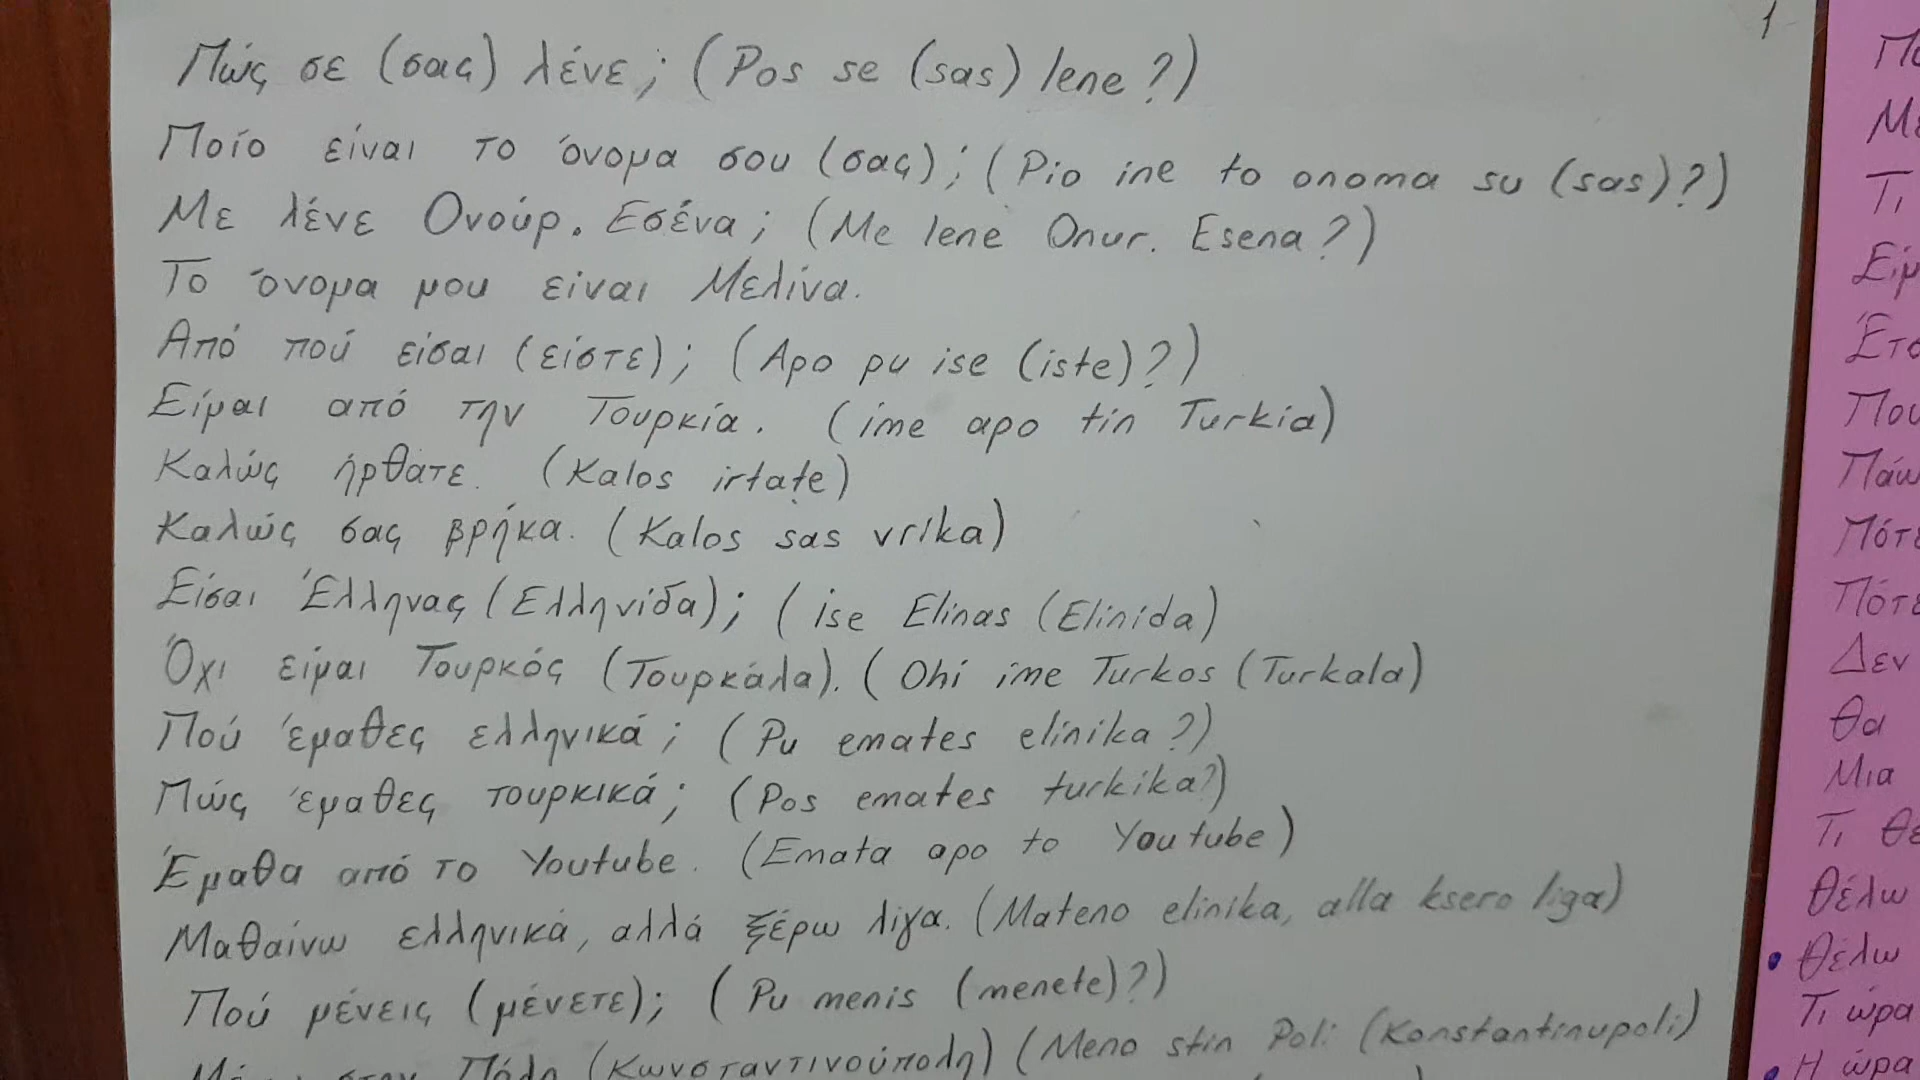 1
Πώς σε (σας) λένε; (Pos se (sas) lene?)
Ποίο είναι το όνομα σου (σας); (Pio ine to onoma su (sas)?)
Με λένε Ονούρ. Εσένα; (Me lene Onur. Esena?)
Το όνομα μου είναι Μελίνα.
Από πού είσαι (είστε); (Apo pu ise (iste)?)
Είμαι από την Τουρκία. (ime apo tin Turkia)
Καλώς ήρθατε. (Kalos irtate)
Καλώς σας βρήκα. (Kalos sas vrika)
Είσαι Έλληνας (Ελληνίδα); (ise Elinas (Elinida)
Όχι είμαι Τουρκός (Τουρκάλα). (Ohi ime Turkos (Turkala)
Πού έμαθες ελληνικά; (Pu emates elinika?)
Πώς έμαθες τουρκικά; (Pos emates turkika?)
Έμαθα από το Youtube. (Emata apo to Youtube)
Μαθαίνω ελληνικά, αλλά ξέρω λίγα. (Mateno elinika, alla ksero liga)
Πού μένεις (μένετε); (Pu menis (menete)?)
στην Πόλη (Κωνσταντινούπολη) (Meno stin Poli (Konstantinupoli)
Τι
Που
Δεν
Θα
Μια
Τι
Θέλω
Θέλω
Τι ώρα
Η ώρα